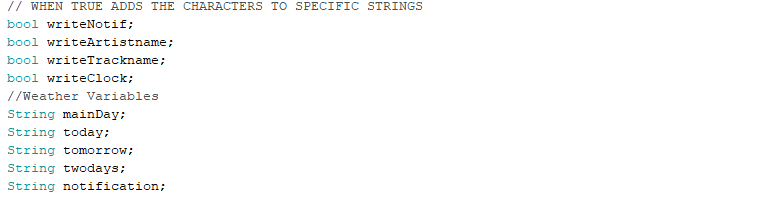 // WHEN TRUE ADDS THE CHARACTERS TO SPECIFIC STRINGS
bool writeNotif;
bool writeArtistname;
bool writeTrackname;
bool writeClock;
//Weather Variables
String mainDay;
String today;
String tomorrow;
String twodays;
String notification;